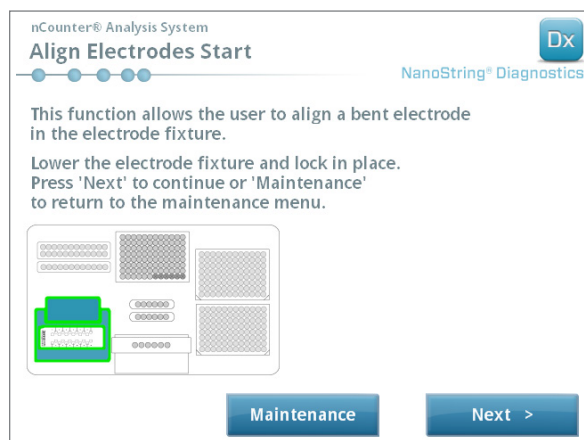 nCounter® Analysis System
Align Electrodes Start
Dx
NanoString® Diagnostics
This function allows the user to align a bent electrode
in the electrode fixture.
Lower the electrode fixture and lock in place.
Press 'Next' to continue or 'Maintenance'
to return to the maintenance menu.
Maintenance
Next >